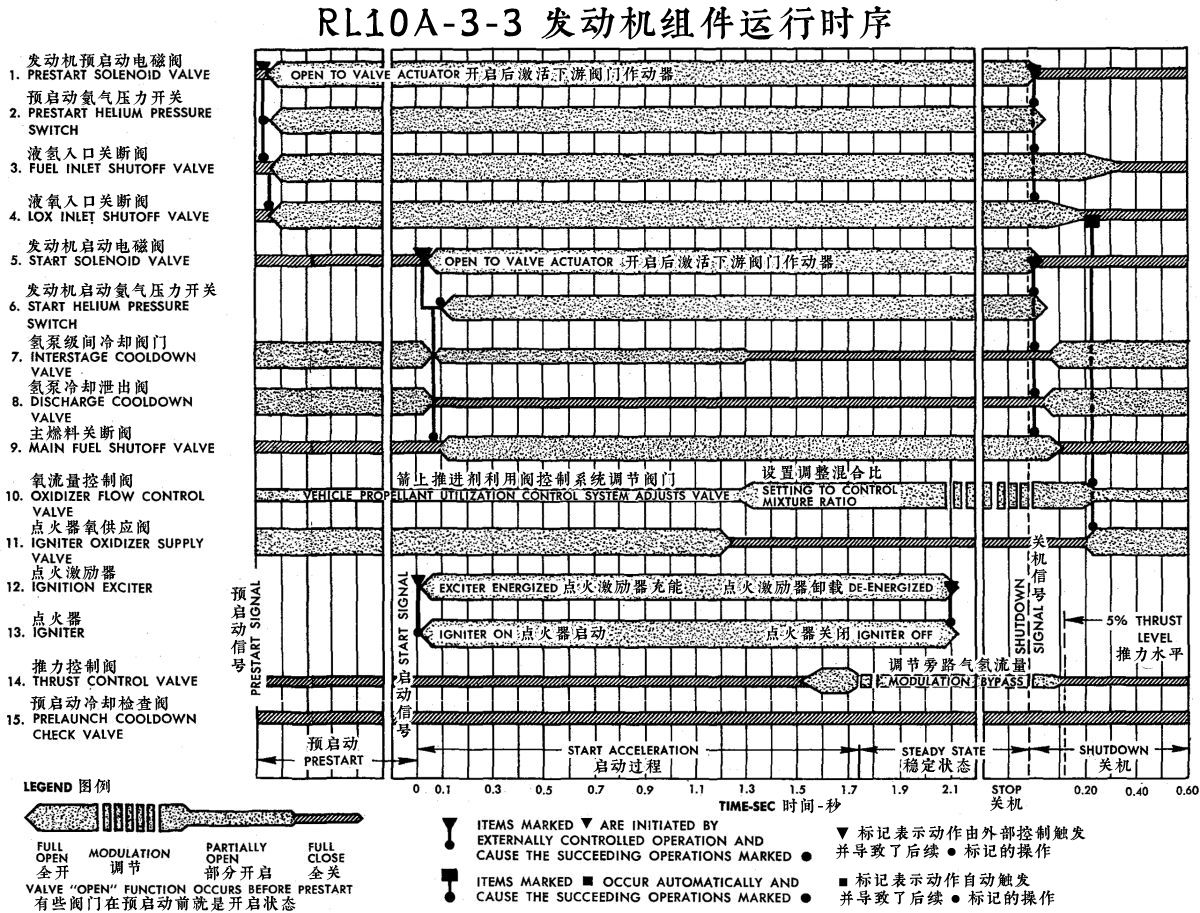 RL10A-3-3 发动机组件运行时序
发动机预启动电磁阀
1. PRESTART SOLENOID VALVE
OPEN TO VALVE ACTUATOR 开启后激活下游阀门作动器
预启动氦气压力开关
2. PRESTART HELIUM PRESSURE
SWITCH
液氢入口关断阀
3. FUEL INLET SHUTOFF VALVE
液氧入口关断阀
4. LOX INLET SHUTOFF VALVE
发动机启动电磁阀
5. START SOLENOID VALVE
OPEN TO VALVE ACTUATOR 开启后激活下游阀门作动器
发动机启动氦气压力开关
6. START HELIUM PRESSURE
SWITCH
氢泵级间冷却阀门
7. INTERSTAGE COOLDOWN
VALVE
氢泵冷却泄出阀
8. DISCHARGE COOLDOWN
VALVE
主燃料关断阀
9. MAIN FUEL SHUTOFF VALVE
氧流量控制阀
10. OXIDIZER FLOW CONTROL
VALVE
箭上推进剂利用阀控制系统调节阀门
VEHICLE PROPELLANT UTILIZATION CONTROL SYSTEM ADJUSTS VALVE
设置调整混合比
SETTING TO CONTROL
MIXTURE RATIO
点火器氧供应阀
11. IGNITER OXIDIZER SUPPLY
VALVE
点火激励器
12. IGNITION EXCITER
EXCITER ENERGIZED 点火激励器充能
点火激励器卸载 DE-ENERGIZED
点火器
13. IGNITER
IGNITER ON 点火器启动
点火器关闭 IGNITER OFF
推力控制阀
14. THRUST CONTROL VALVE
调节旁路气氢流量
MODULATION BYPASS
预启动冷却检查阀
15. PRELAUNCH COOLDOWN
CHECK VALVE
预启动信号
PRESTART SIGNAL
START SIGNAL
启动信号
SHUTDOWN
SIGNAL
关机信号
5% THRUST
LEVEL
推力水平
预启动
PRESTART
START ACCELERATION
启动过程
STEADY STATE
稳定状态
SHUTDOWN
关机
0 0.1 0.3 0.5 0.7 0.9 1.1 1.3 1.5 1.7 1.9 2.1 STOP 0.20 0.40 0.60
关机
TIME-SEC 时间-秒
LEGEND 图例
FULL
OPEN
全开
MODULATION
调节
PARTIALLY
OPEN
部分开启
FULL
CLOSE
全关
VALVE "OPEN" FUNCTION OCCURS BEFORE PRESTART
有些阀门在预启动前就是开启状态
ITEMS MARKED ▼ ARE INITIATED BY
EXTERNALLY CONTROLLED OPERATION AND
CAUSE THE SUCCEEDING OPERATIONS MARKED ●
ITEMS MARKED ■ OCCUR AUTOMATICALLY AND
CAUSE THE SUCCEEDING OPERATIONS MARKED ●
▼ 标记表示动作由外部控制触发
并导致了后续 ● 标记的操作
■ 标记表示动作自动触发
并导致了后续 ● 标记的操作